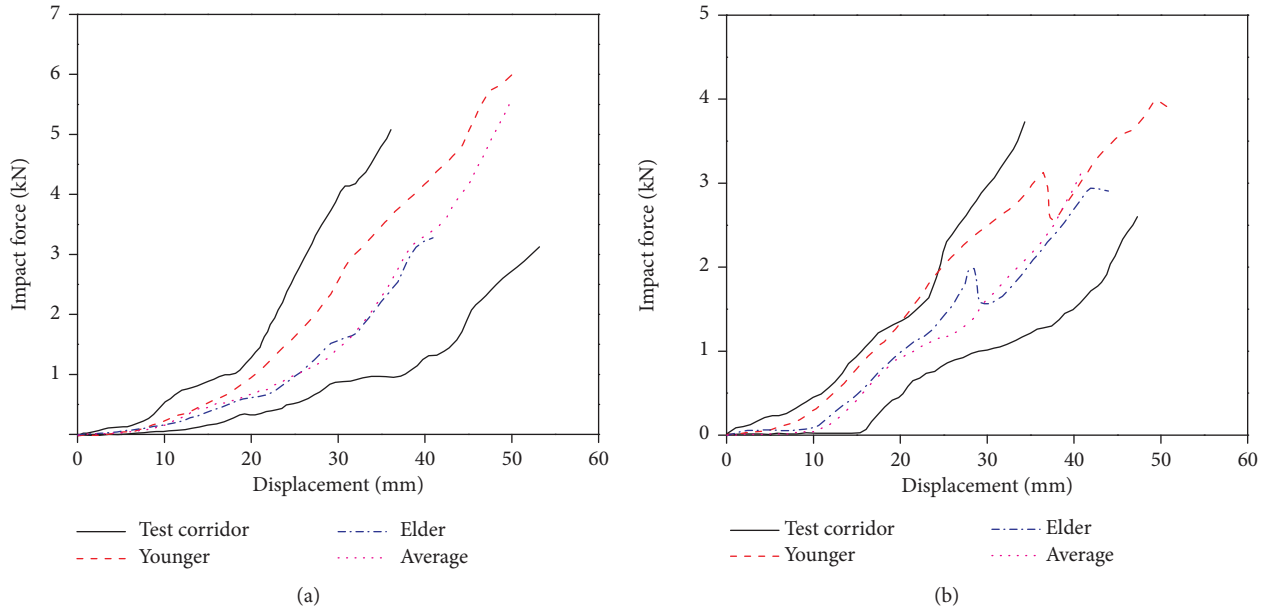 7
6
5
4
3
2
1
0
Impact force (kN)
0 10 20 30 40 50 60
Displacement (mm)
Test corridor Elder
Younger Average
(a)
5
4
3
2
1
0
Impact force (kN)
0 10 20 30 40 50 60
Displacement (mm)
Test corridor Elder
Younger Average
(b)